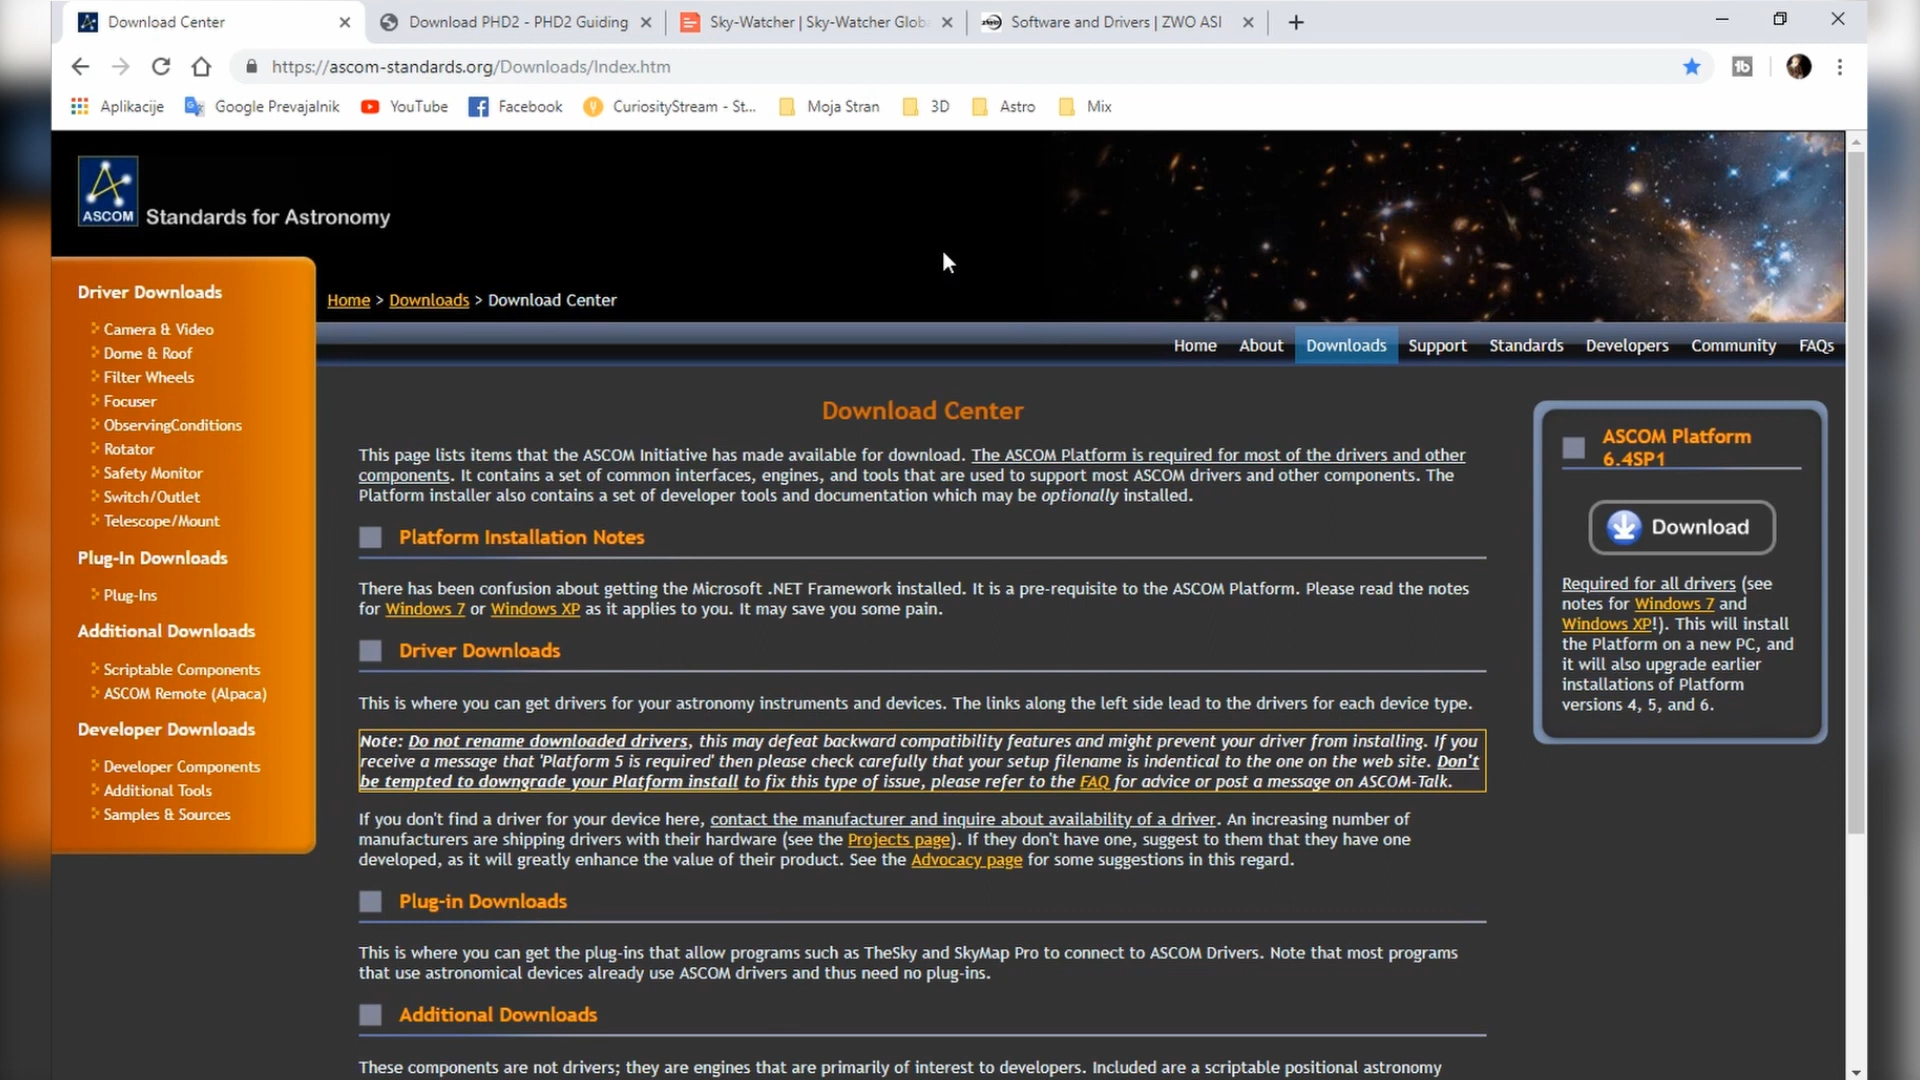 Download Center
Download PHD2 - PHD2 Guiding
Sky-Watcher | Sky-Watcher Glob
Software and Drivers | ZWO ASI
https://ascom-standards.org/Downloads/Index.htm
Aplikacije
Google Prevajalnik
YouTube
Facebook
CuriosityStream - St...
Moja Stran
3D
Astro
Mix
ASCOM
Standards for Astronomy
Home > Downloads > Download Center
Home
About
Downloads
Support
Standards
Developers
Community
FAQs
Driver Downloads
Camera & Video
Dome & Roof
Filter Wheels
Focuser
ObservingConditions
Rotator
Safety Monitor
Switch/Outlet
Telescope/Mount
Plug-In Downloads
Plug-Ins
Additional Downloads
Scriptable Components
ASCOM Remote (Alpaca)
Developer Downloads
Developer Components
Additional Tools
Samples & Sources
Download Center
This page lists items that the ASCOM Initiative has made available for download. The ASCOM Platform is required for most of the drivers and other
components. It contains a set of common interfaces, engines, and tools that are used to support most ASCOM drivers and other components. The
Platform installer also contains a set of developer tools and documentation which may be optionally installed.
Platform Installation Notes
There has been confusion about getting the Microsoft .NET Framework installed. It is a pre-requisite to the ASCOM Platform. Please read the notes
for Windows 7 or Windows XP as it applies to you. It may save you some pain.
Driver Downloads
This is where you can get drivers for your astronomy instruments and devices. The links along the left side lead to the drivers for each device type.
Note: Do not rename downloaded drivers, this may defeat backward compatibility features and might prevent your driver from installing. If you
receive a message that 'Platform 5 is required' then please check carefully that your setup filename is indentical to the one on the web site. Don't
be tempted to downgrade your Platform install to fix this type of issue, please refer to the FAQ for advice or post a message on ASCOM-Talk.
If you don't find a driver for your device here, contact the manufacturer and inquire about availability of a driver. An increasing number of
manufacturers are shipping drivers with their hardware (see the Projects page). If they don't have one, suggest to them that they have one
developed, as it will greatly enhance the value of their product. See the Advocacy page for some suggestions in this regard.
Plug-in Downloads
This is where you can get the plug-ins that allow programs such as TheSky and SkyMap Pro to connect to ASCOM Drivers. Note that most programs
that use astronomical devices already use ASCOM drivers and thus need no plug-ins.
Additional Downloads
These components are not drivers; they are engines that are primarily of interest to developers. Included are a scriptable positional astronomy
ASCOM Platform
6.4SP1
Download
Required for all drivers (see
notes for Windows 7 and
Windows XP!). This will install
the Platform on a new PC, and
it will also upgrade earlier
installations of Platform
versions 4, 5, and 6.